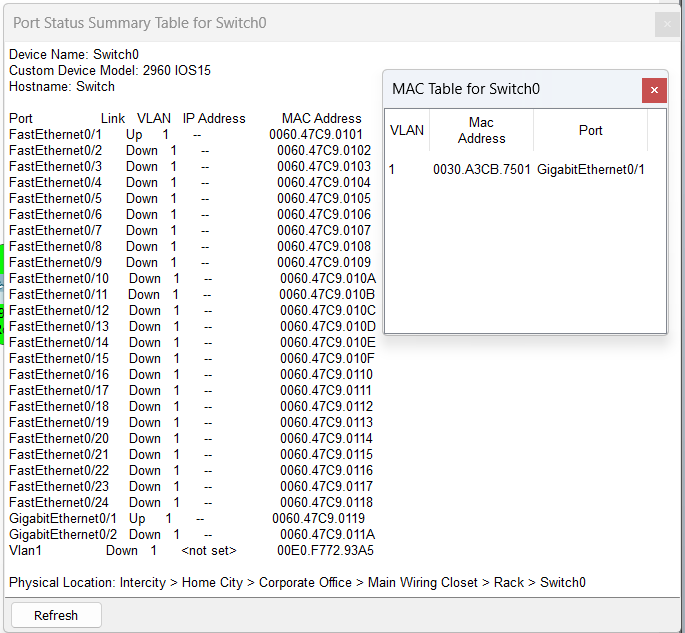 Port Status Summary Table for Switch0
Device Name: Switch0
Custom Device Model: 2960 IOS15
Hostname: Switch
Port Link VLAN IP Address MAC Address
FastEthernet0/1 Up 1 -- 0060.47C9.0101
FastEthernet0/2 Down 1 -- 0060.47C9.0102
FastEthernet0/3 Down 1 -- 0060.47C9.0103
FastEthernet0/4 Down 1 -- 0060.47C9.0104
FastEthernet0/5 Down 1 -- 0060.47C9.0105
FastEthernet0/6 Down 1 -- 0060.47C9.0106
FastEthernet0/7 Down 1 -- 0060.47C9.0107
FastEthernet0/8 Down 1 -- 0060.47C9.0108
FastEthernet0/9 Down 1 -- 0060.47C9.0109
FastEthernet0/10 Down 1 -- 0060.47C9.010A
FastEthernet0/11 Down 1 -- 0060.47C9.010B
FastEthernet0/12 Down 1 -- 0060.47C9.010C
FastEthernet0/13 Down 1 -- 0060.47C9.010D
FastEthernet0/14 Down 1 -- 0060.47C9.010E
FastEthernet0/15 Down 1 -- 0060.47C9.010F
FastEthernet0/16 Down 1 -- 0060.47C9.0110
FastEthernet0/17 Down 1 -- 0060.47C9.0111
FastEthernet0/18 Down 1 -- 0060.47C9.0112
FastEthernet0/19 Down 1 -- 0060.47C9.0113
FastEthernet0/20 Down 1 -- 0060.47C9.0114
FastEthernet0/21 Down 1 -- 0060.47C9.0115
FastEthernet0/22 Down 1 -- 0060.47C9.0116
FastEthernet0/23 Down 1 -- 0060.47C9.0117
FastEthernet0/24 Down 1 -- 0060.47C9.0118
GigabitEthernet0/1 Up 1 -- 0060.47C9.0119
GigabitEthernet0/2 Down 1 -- 0060.47C9.011A
Vlan1 Down 1 <not set> 00E0.F772.93A5
Physical Location: Intercity > Home City > Corporate Office > Main Wiring Closet > Rack > Switch0
Refresh
MAC Table for Switch0
VLAN Mac Address Port
1 0030.A3CB.7501 GigabitEthernet0/1